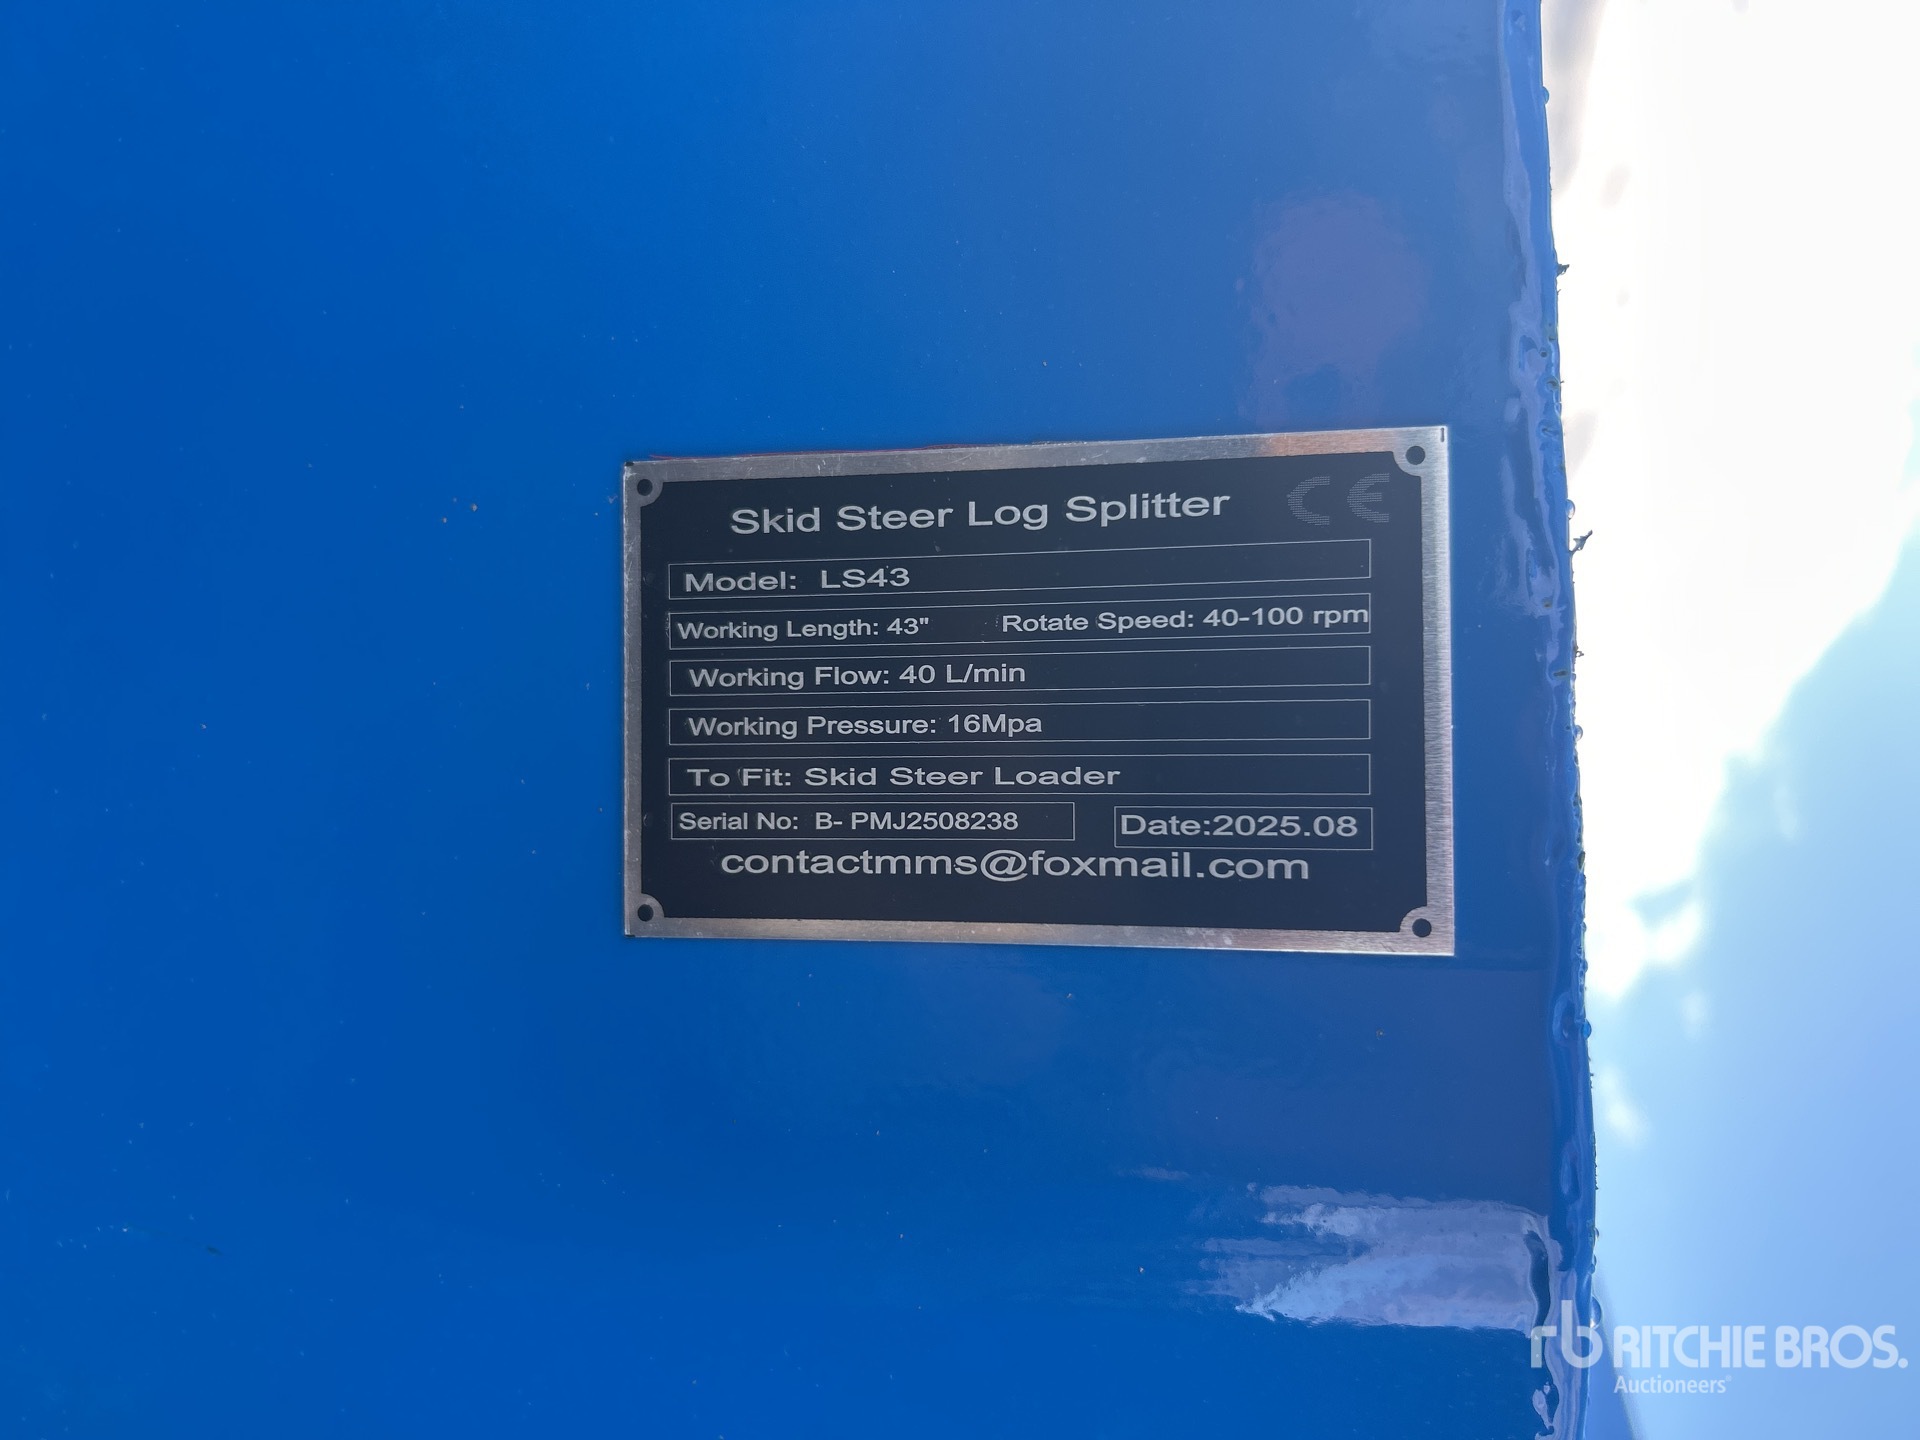 Skid Steer Log Splitter CE
Model: LS43
Working Length: 43" Rotate Speed: 40-100 rpm
Working Flow: 40 L/min
Working Pressure: 16Mpa
To Fit: Skid Steer Loader
Serial No: B- PMJ2508238 Date:2025.08
contactmms@foxmail.com
rb RITCHIE BROS.
Auctioneers